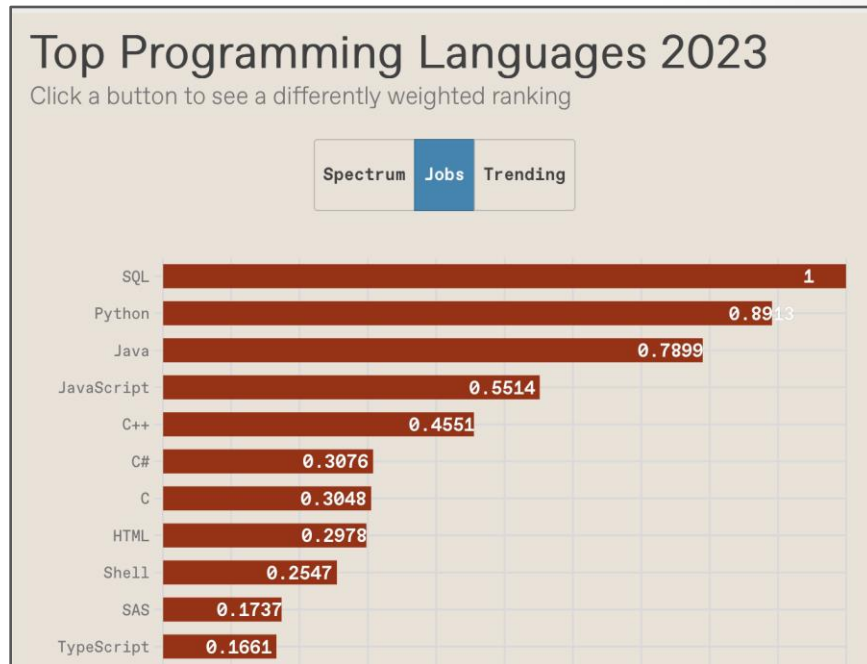 Top Programming Languages 2023
Click a button to see a differently weighted ranking
Spectrum Jobs Trending
SQL 1
Python 0.8913
Java 0.7899
JavaScript 0.5514
C++ 0.4551
C# 0.3076
C 0.3048
HTML 0.2978
Shell 0.2547
SAS 0.1737
TypeScript 0.1661